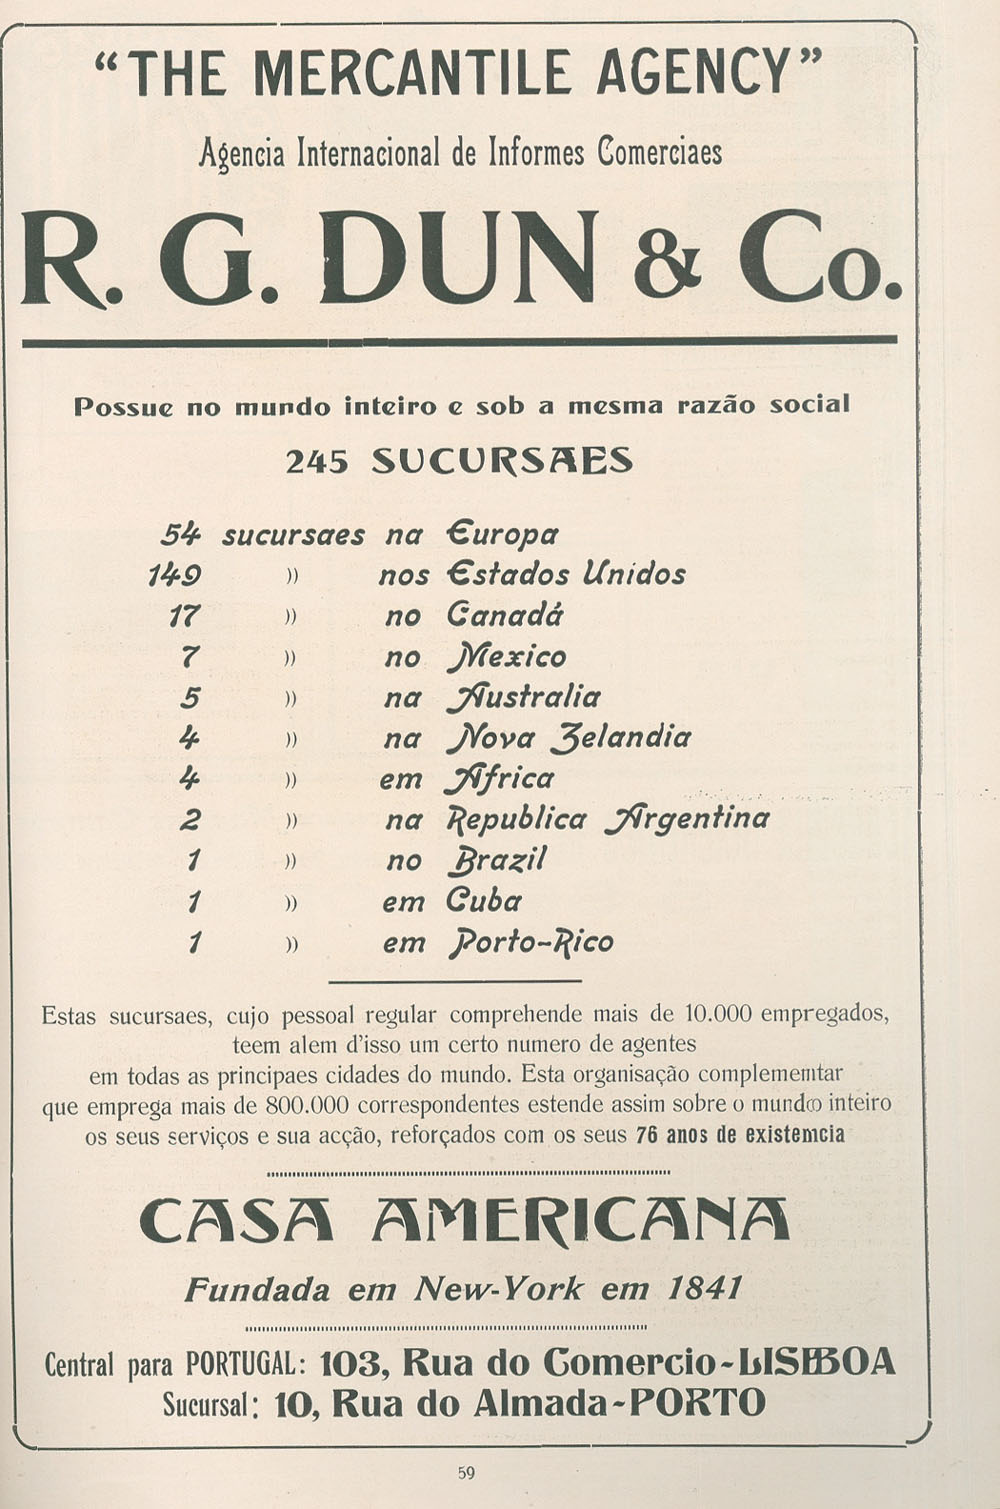 “THE MERCANTILE AGENCY”
Agencia Internacional de Informes Comerciaes
R. G. DUN & Co.
Possue no mundo inteiro e sob a mesma razão social
245 SUCURSAES
54 sucursaes na Europa
149 » nos Estados Unidos
17 » no Canadá
7 » no Mexico
5 » na Australia
4 » na Nova Zelandia
4 » em Africa
2 » na Republica Argentina
1 » no Brazil
1 » em Cuba
1 » em Porto-Rico
Estas sucursaes, cujo pessoal regular comprehende mais de 10.000 empregados,
teem alem d'isso um certo numero de agentes
em todas as principaes cidades do mundo. Esta organisação complementar
que emprega mais de 800.000 correspondentes estende assim sobre o mundo inteiro
os seus serviços e sua acção, reforçados com os seus 76 anos de existemcia
CASA AMERICANA
Fundada em New-York em 1841
Central para PORTUGAL: 103, Rua do Comercio-LISBOA
Sucursal: 10, Rua do Almada-PORTO
59